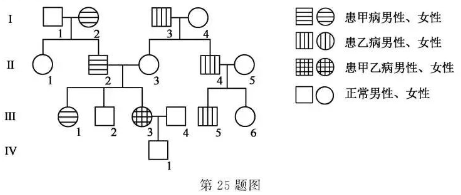 I
1 2 3 4
患甲病男性、女性
患乙病男性、女性
II
1 2 3 4 5
患甲乙病男性、女性
正常男性、女性
III
1 2 3 4 5 6
IV
1
第 25 题图